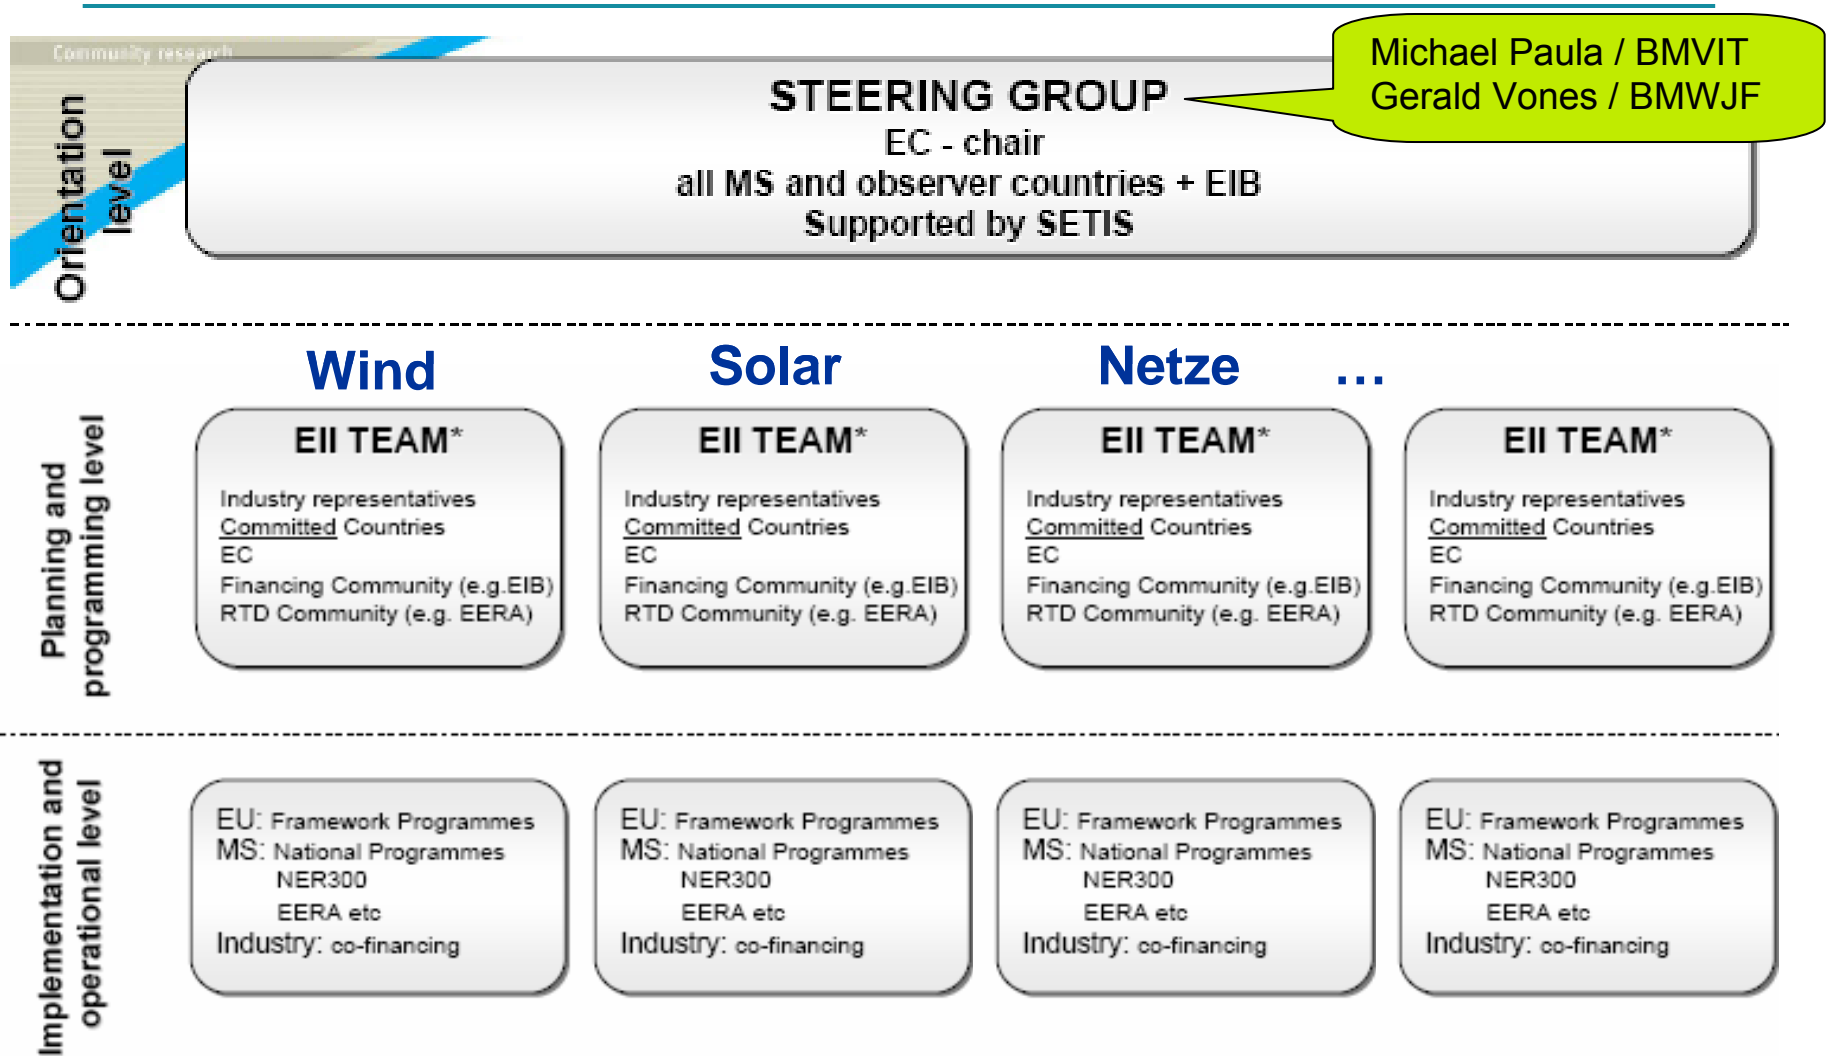 Community research
Michael Paula / BMVIT
Gerald Vones / BMWJF
Orientation
level
STEERING GROUP
EC - chair
all MS and observer countries + EIB
Supported by SETIS
Wind
Solar
Netze
...
Planning and
programming level
EII TEAM*
Industry representatives
Committed Countries
EC
Financing Community (e.g.EIB)
RTD Community (e.g. EERA)
EII TEAM*
Industry representatives
Committed Countries
EC
Financing Community (e.g.EIB)
RTD Community (e.g. EERA)
EII TEAM*
Industry representatives
Committed Countries
EC
Financing Community (e.g.EIB)
RTD Community (e.g. EERA)
EII TEAM*
Industry representatives
Committed Countries
EC
Financing Community (e.g.EIB)
RTD Community (e.g. EERA)
Implementation and
operational level
EU: Framework Programmes
MS: National Programmes
NER300
EERA etc
Industry: co-financing
EU: Framework Programmes
MS: National Programmes
NER300
EERA etc
Industry: co-financing
EU: Framework Programmes
MS: National Programmes
NER300
EERA etc
Industry: co-financing
EU: Framework Programmes
MS: National Programmes
NER300
EERA etc
Industry: co-financing